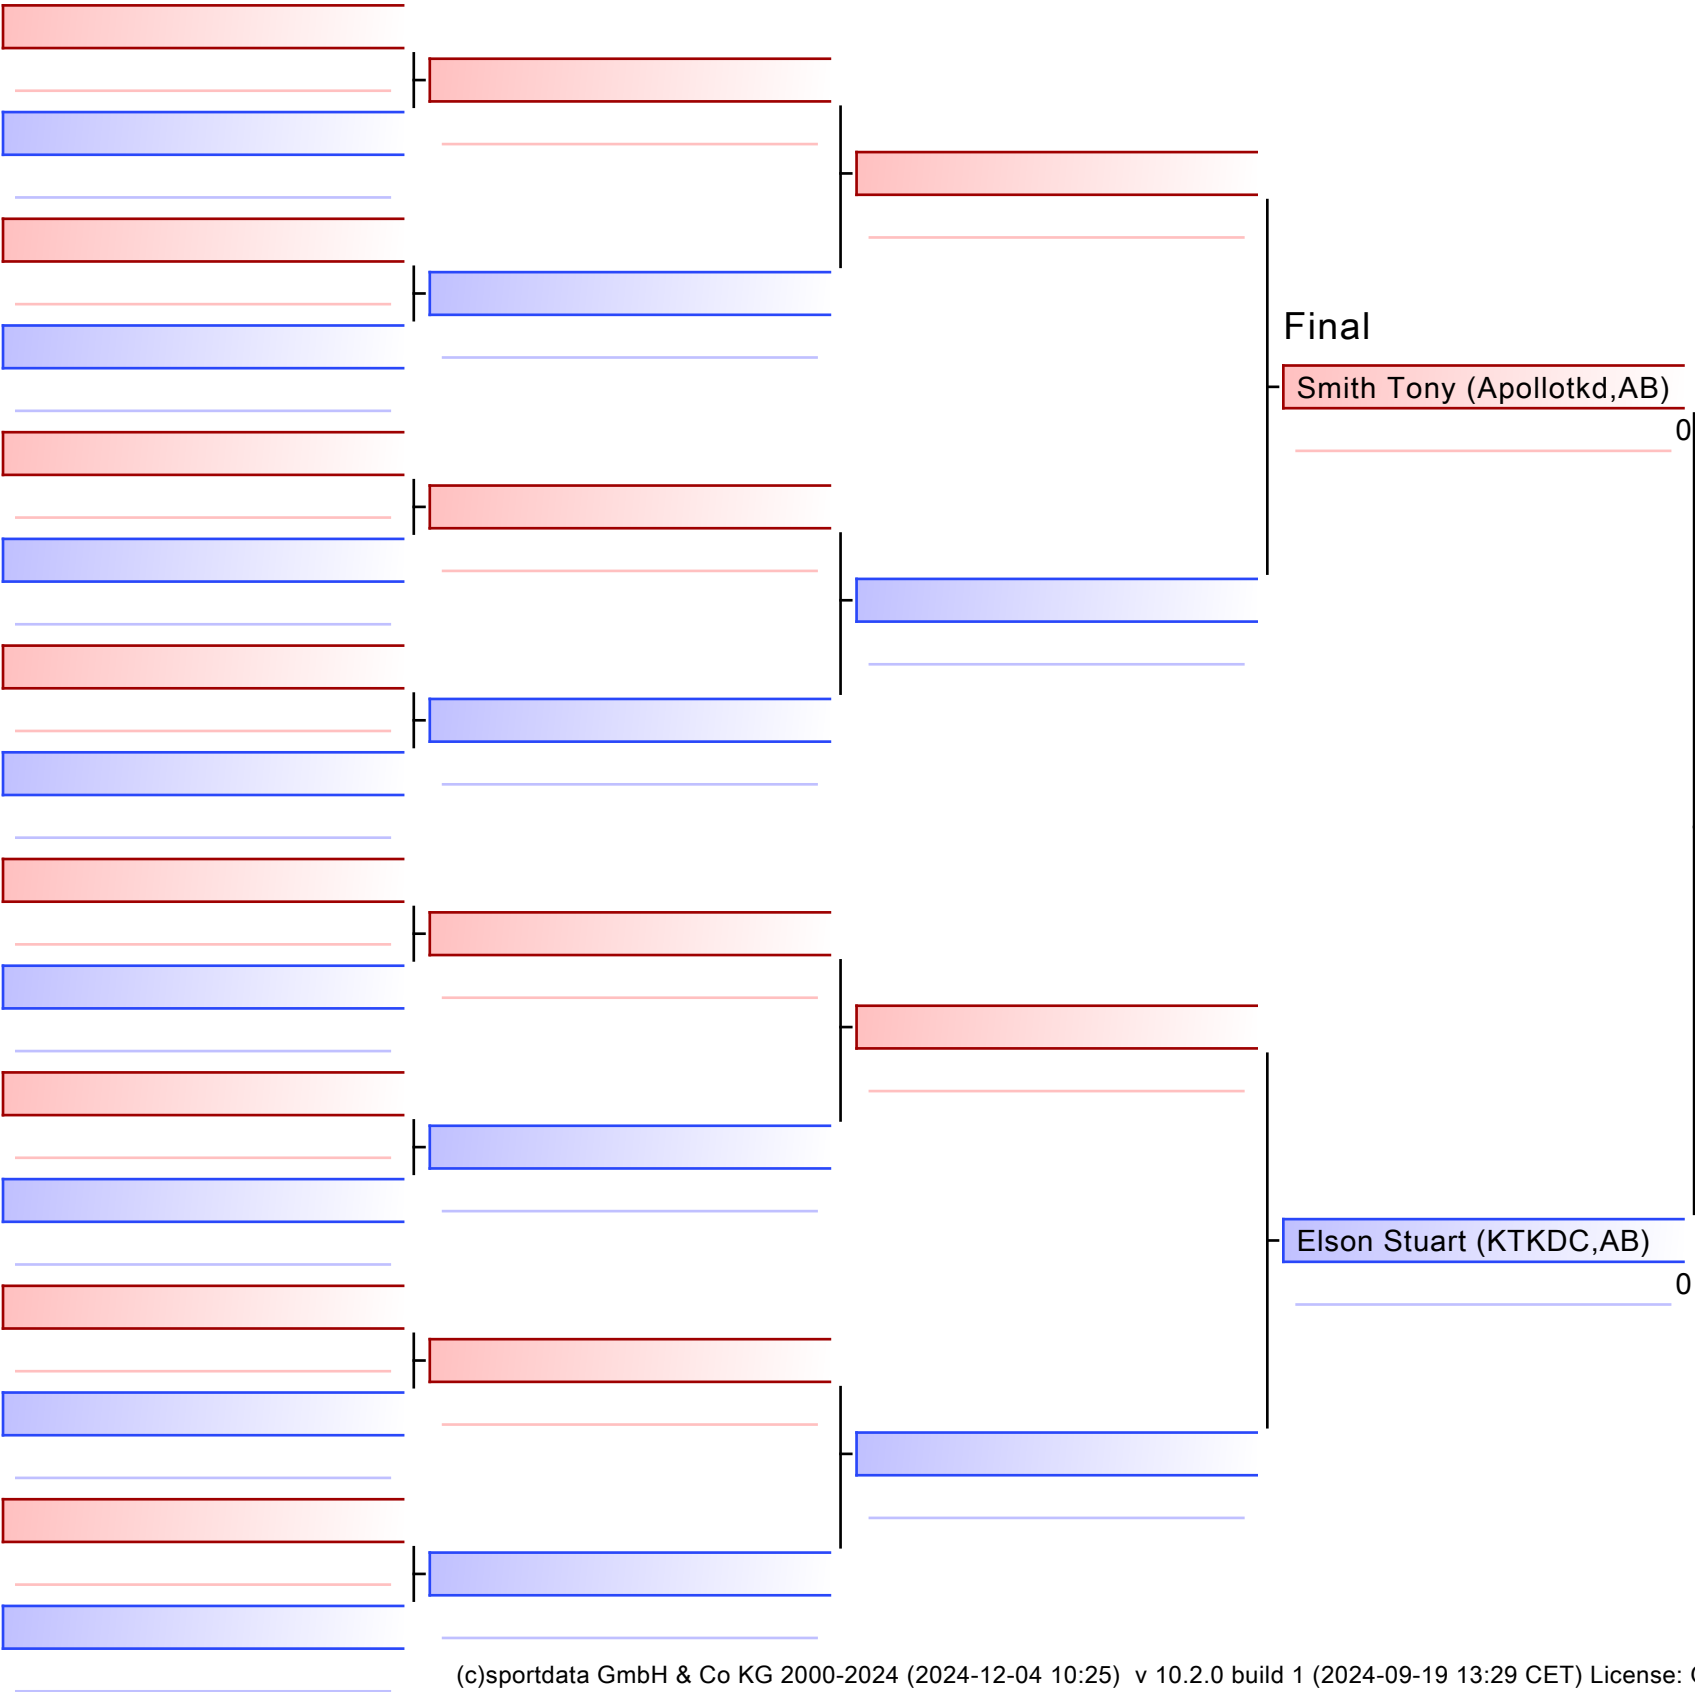 Final
Smith Tony (Apollotkd,AB)
0
Elson Stuart (KTKDC,AB)
0
(c)sportdata GmbH & Co KG 2000-2024 (2024-12-04 10:25) v 10.2.0 build 1 (2024-09-19 13:29 CET) License: